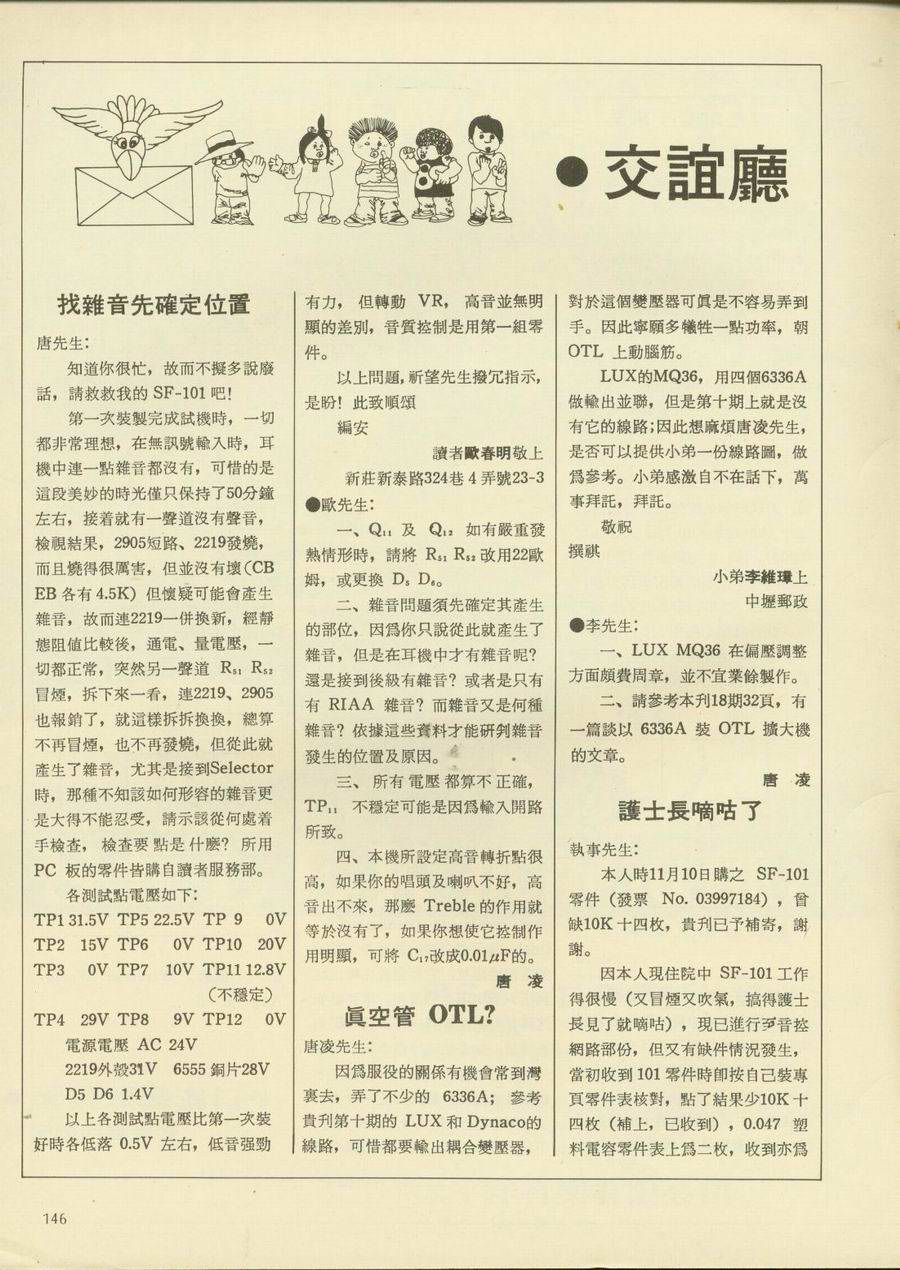 交誼廳
找雜音先確定位置
唐先生：
知道你很忙，故而不擬多說廢
話，請救救我的 SF-101 吧！
第一次裝製完成試機時，一切
都非常理想，在無訊號輸入時，耳
機中連一點雜音都沒有，可惜的是
這段美妙的時光僅只保持了50分鐘
左右，接着就有一聲道沒有聲音，
檢視結果，2905短路、2219發燒，
而且燒得很厲害，但並沒有壞（CB
EB 各有 4.5K）但懷疑可能會產生
雜音，故而連2219一併換新，經靜
態阻值比較後，通電、量電壓，一
切都正常，突然另一聲道 R₅₁ R₅₂
冒煙，拆下來一看，連2219、2905
也報銷了，就這樣拆拆換換，總算
不再冒煙，也不再發燒，但從此就
產生了雜音，尤其是接到Selector
時，那種不知該如何形容的雜音更
是大得不能忍受，請示該從何處着
手檢查，檢查要點是什麽？所用
PC 板的零件皆購自讀者服務部。
各測試點電壓如下：
TP1 31.5V TP5 22.5V TP 9 0V
TP2 15V TP6 0V TP10 20V
TP3 0V TP7 10V TP11 12.8V
（不穩定）
TP4 29V TP8 9V TP12 0V
電源電壓 AC 24V
2219外殼31V 6555 銅片28V
D5 D6 1.4V
以上各測試點電壓比第一次裝
好時各低落 0.5V 左右，低音强勁
有力，但轉動 VR，高音並無明
顯的差別，音質控制是用第一組零
件。
以上問題，祈望先生撥冗指示，
是盼！此致順頌
編安
讀者歐春明敬上
新莊新泰路324巷 4 弄號23-3
●歐先生：
一、Q₁₁ 及 Q₁₂ 如有嚴重發
熱情形時，請將 R₅₁ R₅₂ 改用22歐
姆，或更換 D₅ D₆。
二、雜音問題須先確定其產生
的部位，因爲你只說從此就產生了
雜音，但是在耳機中才有雜音呢？
還是接到後級有雜音？或者是只有
有 RIAA 雜音？而雜音又是何種
雜音？依據這些資料才能研判雜音
發生的位置及原因。
三、所有電壓都算不正確，
TP₁₁ 不穩定可能是因爲輸入開路
所致。
四、本機所設定高音轉折點很
高，如果你的唱頭及喇叭不好，高
音出不來，那麽 Treble 的作用就
等於沒有了，如果你想使它控制作
用明顯，可將 C₁₇改成0.01μF的。
唐 凌
眞空管 OTL？
唐凌先生：
因爲服役的關係有機會常到灣
裏去，弄了不少的 6336A；參考
貴刋第十期的 LUX 和 Dynaco的
線路，可惜都要輸出耦合變壓器，
對於這個變壓器可眞是不容易弄到
手。因此寧願多犧牲一點功率，朝
OTL 上動腦筋。
LUX的MQ36，用四個6336A
做輸出並聯，但是第十期上就是沒
有它的線路；因此想麻煩唐凌先生，
是否可以提供小弟一份線路圖，做
爲參考。小弟感激自不在話下，萬
事拜託，拜託。
敬祝
撰祺
小弟李維璋上
中壢郵政
●李先生：
一、LUX MQ36 在偏壓調整
方面頗費周章，並不宜業餘製作。
二、請參考本刋18期32頁，有
一篇談以 6336A 裝 OTL 擴大機
的文章。
唐 凌
護士長嘀咕了
執事先生：
本人時11月10日購之 SF-101
零件（發票 No. 03997184），曾
缺10K 十四枚，貴刋已予補寄，謝
謝。
因本人現住院中 SF-101 工作
得很慢（又冒煙又吹氣，搞得護士
長見了就嘀咕），現已進行至音控
網路部份，但又有缺件情況發生，
當初收到 101 零件時卽按自己裝專
頁零件表核對，點了結果少10K 十
四枚（補上，已收到），0.047 塑
料電容零件表上爲二枚，收到亦爲
146